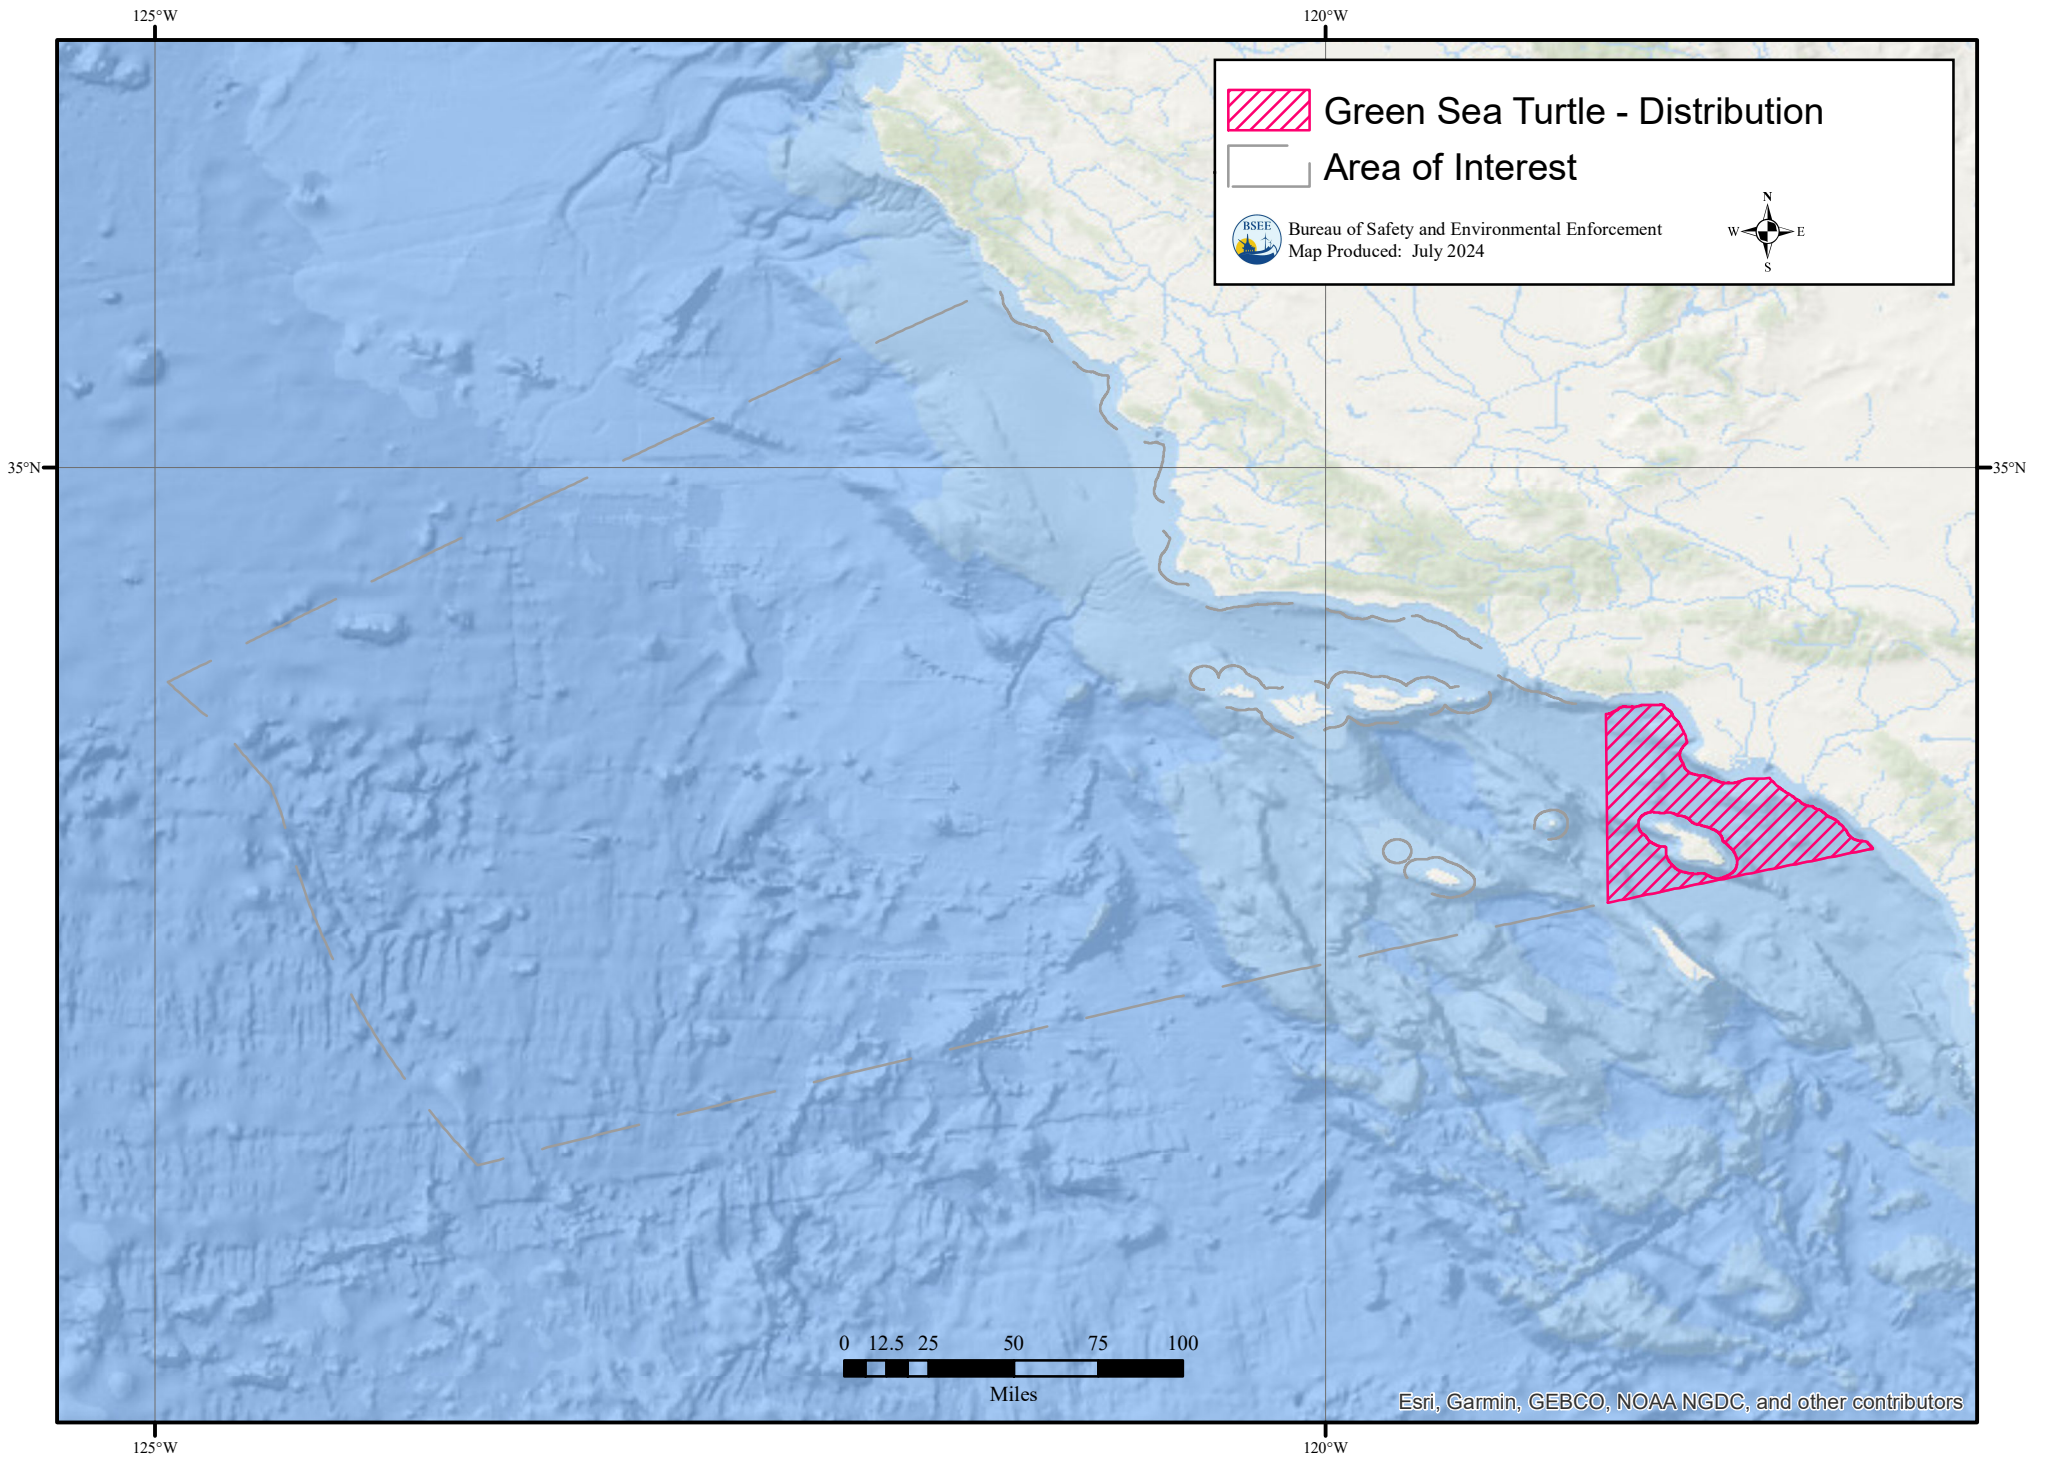 125°W
120°W
Green Sea Turtle - Distribution
Area of Interest
BSEE
Bureau of Safety and Environmental Enforcement
Map Produced: July 2024
N
W
E
S
35°N
35°N
0 12.5 25 50 75 100
Miles
Esri, Garmin, GEBCO, NOAA NGDC, and other contributors
125°W
120°W